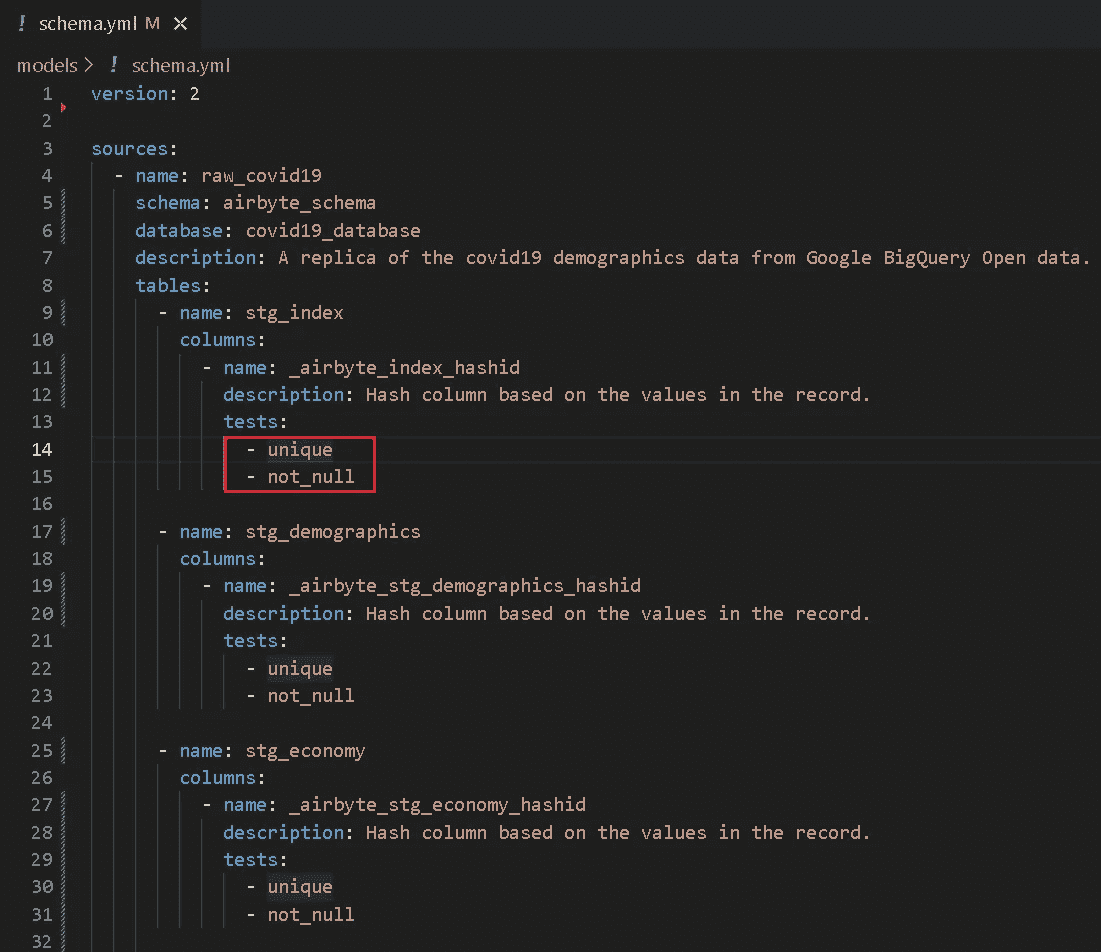 ! schema.yml M ×
models > ! schema.yml
1 version: 2
2
3 sources:
4 - name: raw_covid19
5 schema: airbyte_schema
6 database: covid19_database
7 description: A replica of the covid19 demographics data from Google BigQuery Open data.
8 tables:
9 - name: stg_index
10 columns:
11 - name: _airbyte_index_hashid
12 description: Hash column based on the values in the record.
13 tests:
14 - unique
15 - not_null
16
17 - name: stg_demographics
18 columns:
19 - name: _airbyte_stg_demographics_hashid
20 description: Hash column based on the values in the record.
21 tests:
22 - unique
23 - not_null
24
25 - name: stg_economy
26 columns:
27 - name: _airbyte_stg_economy_hashid
28 description: Hash column based on the values in the record.
29 tests:
30 - unique
31 - not_null
32